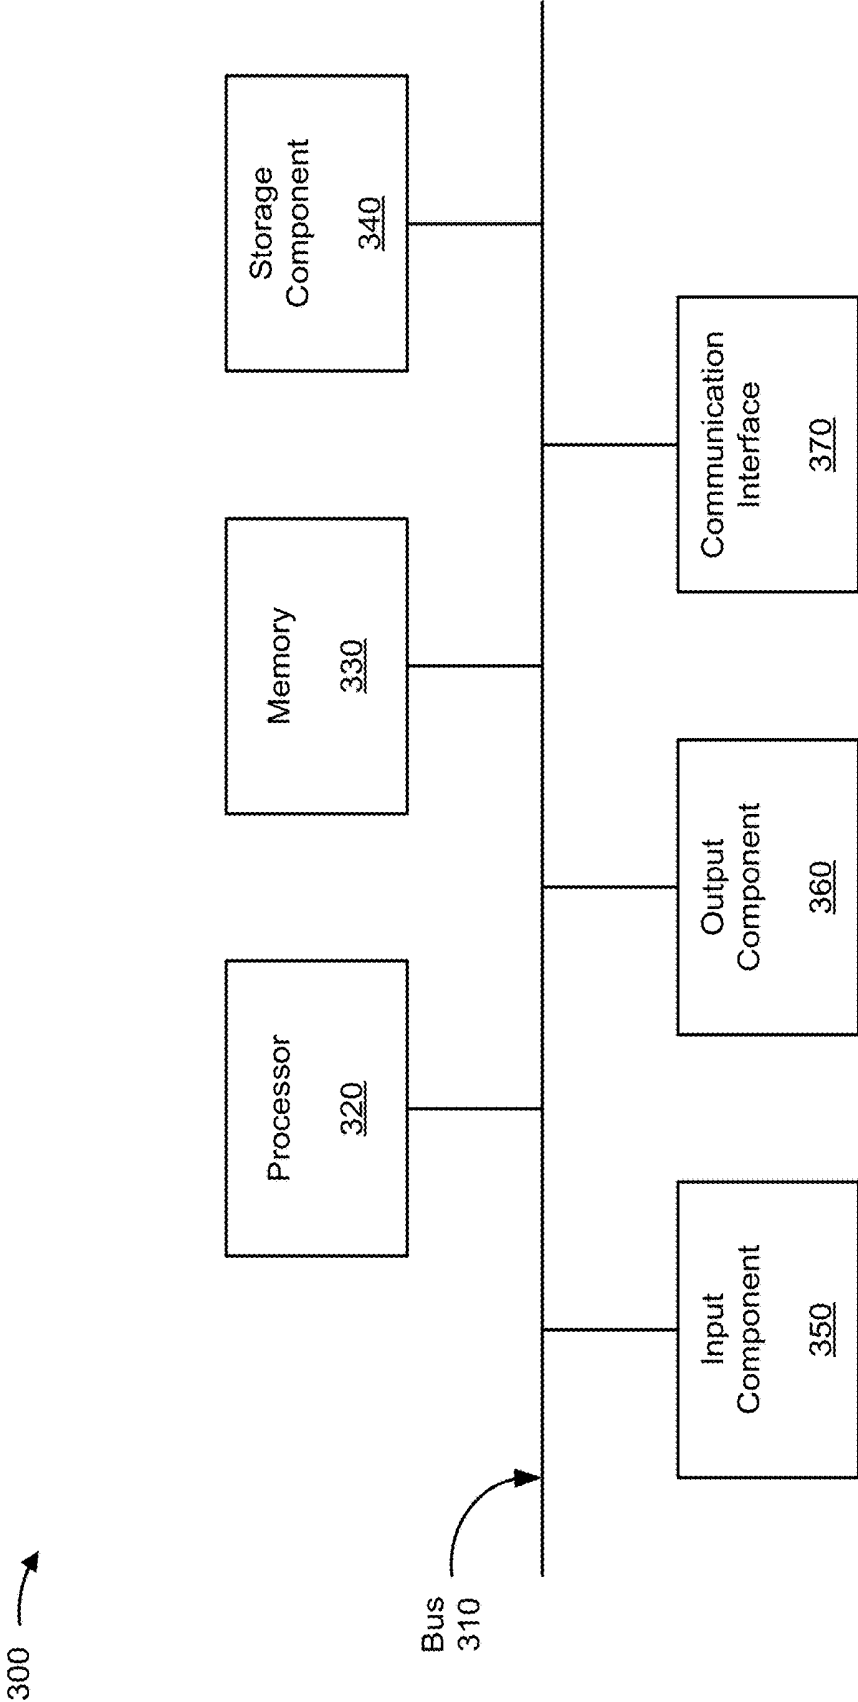 300
Bus
310
Processor
320
Memory
330
Storage
Component
340
Input
Component
350
Output
Component
360
Communication
Interface
370